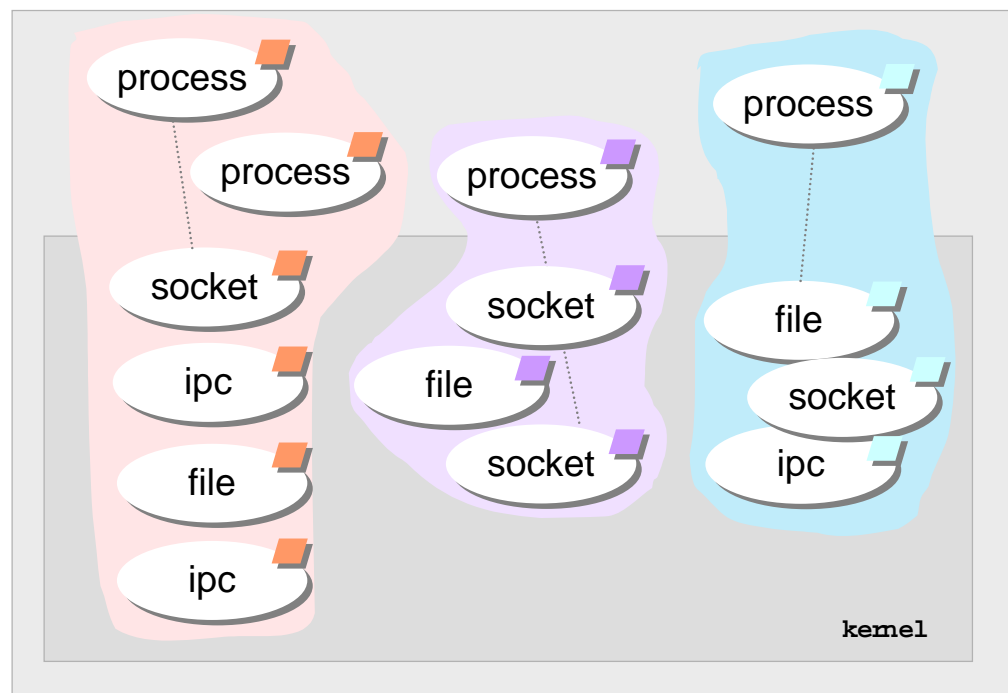 process
process
socket
ipc
file
ipc
process
socket
file
socket
process
file
socket
ipc
kernel